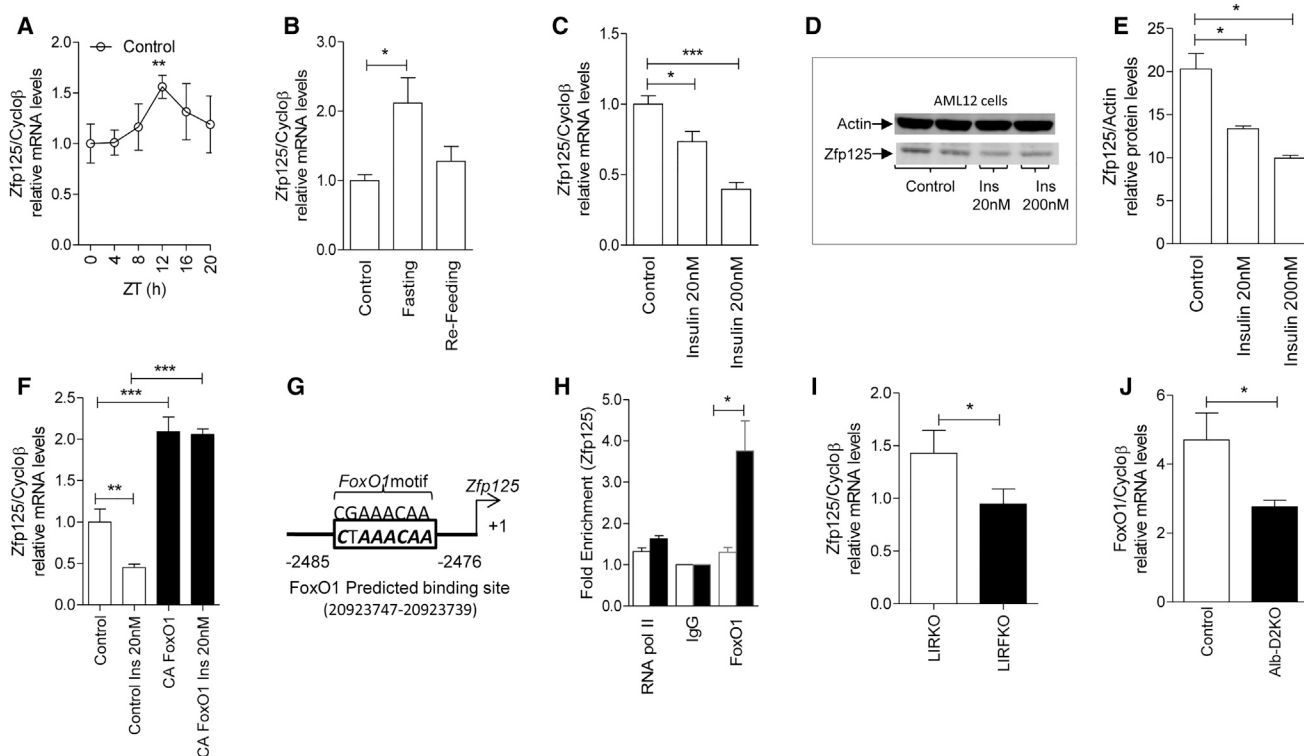 A
Zfp125/Cycloβ
relative mRNA levels
2.0
1.5
1.0
0.5
0.0
Control
**
0
4
8
12
16
20
ZT (h)
B
Zfp125/Cycloβ
relative mRNA levels
3.0
2.0
1.0
0.0
*
Control
Fasting
Re-Feeding
C
Zfp125/Cycloβ
relative mRNA levels
1.0
0.5
0.0
***
*
Control
Insulin 20nM
Insulin 200nM
D
AML12 cells
Actin
Zfp125
Control
Ins
20nM
Ins
200nM
E
Zfp125/Actin
relative protein levels
25
20
15
10
5
0
*
*
Control
Insulin 20nM
Insulin 200nM
F
Zfp125/Cycloβ
relative mRNA levels
2.5
2.0
1.5
1.0
0.5
0.0
***
***
**
Control
Control Ins 20nM
CA FoxO1
CA FoxO1 Ins 20nM
G
FoxO1motif
Zfp125
CGAAACAA
CTAAACAA
+1
-2485
-2476
FoxO1 Predicted binding site
(20923747-20923739)
H
Fold Enrichment (Zfp125)
5.0
4.0
3.0
2.0
1.0
0.0
*
RNA pol II
IgG
FoxO1
I
Zfp125/Cycloβ
relative mRNA levels
2.0
1.5
1.0
0.5
0.0
*
LIRKO
LIRFKO
J
FoxO1/Cycloβ
relative mRNA levels
6
4
2
0
*
Control
Alb-D2KO